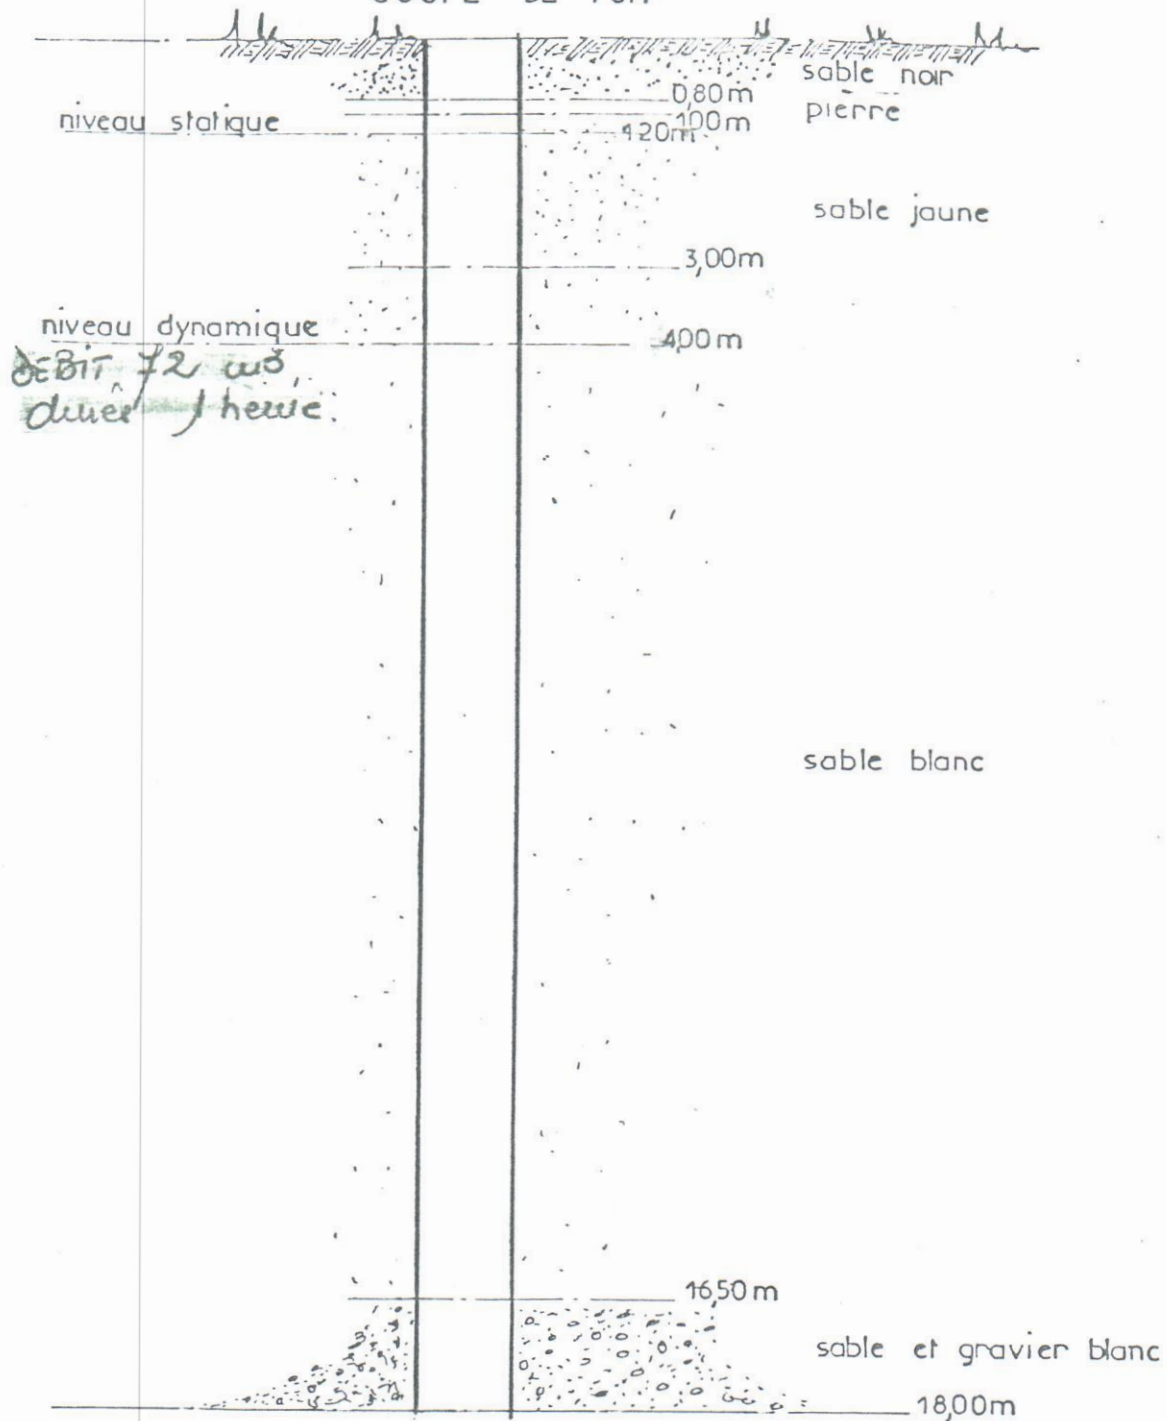 sable noir
0,80m
pierre
niveau statique
1,00m
1,20m
sable jaune
3,00m
niveau dynamique
4,00m
DEBIT 72 m3
durée 1 heure
sable blanc
16,50m
sable et gravier blanc
18,00m